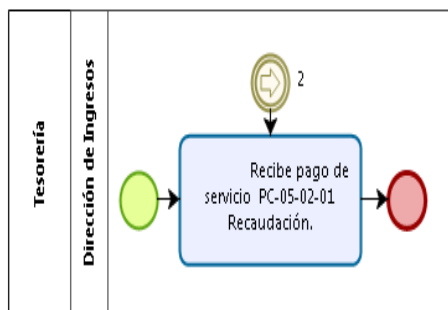 Tesorería
Dirección de Ingresos
2
Recibe pago de
servicio PC-05-02-01
Recaudación.